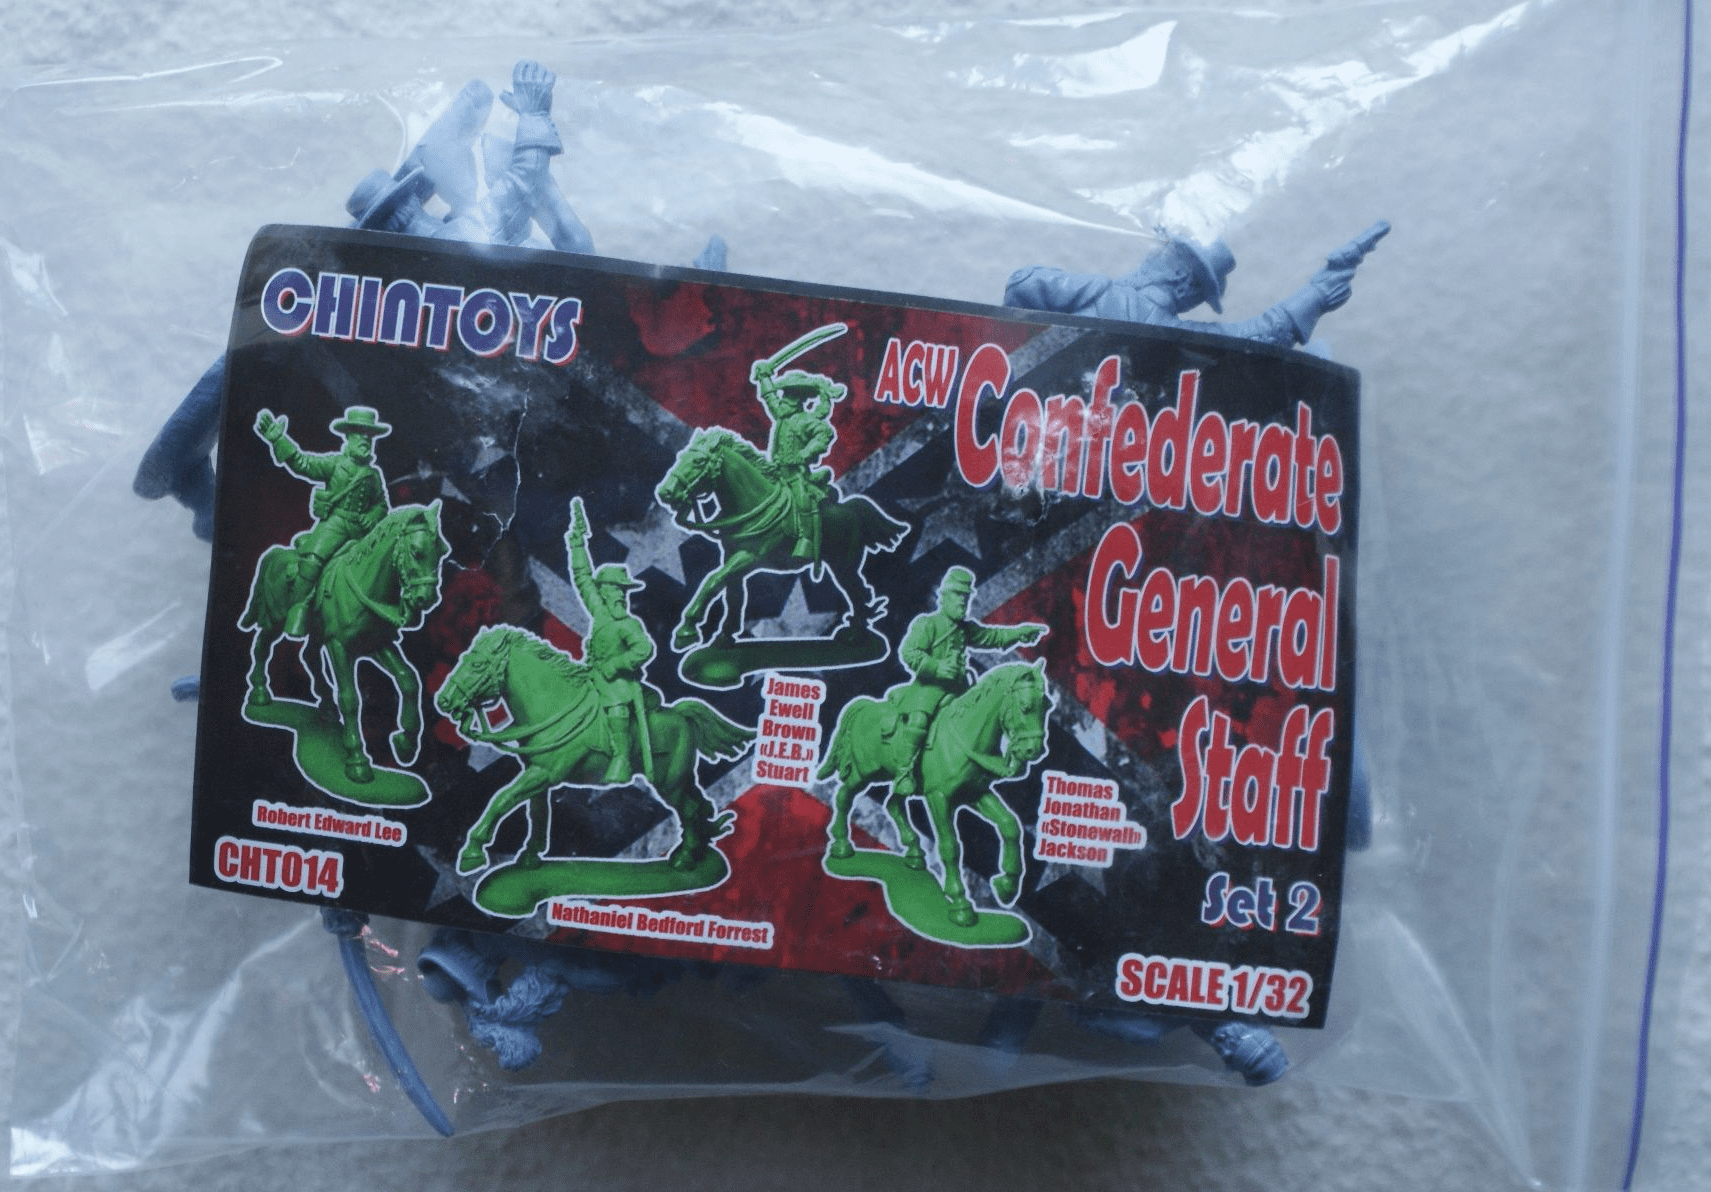 CHINTOYS
ACW Confederate
General
Staff
Set 2
SCALE 1/32
James
Ewell
Brown
«J.E.B.»
Stuart
Thomas
Jonathan
«Stonewall»
Jackson
Robert Edward Lee
CHT014
Nathaniel Bedford Forrest